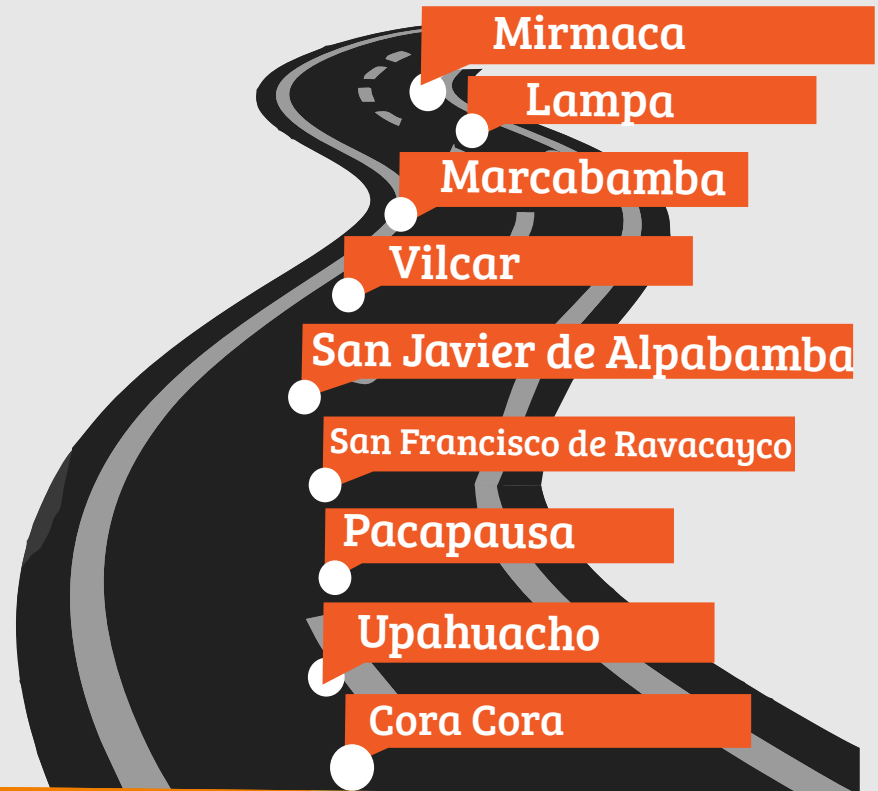 Mirmaca
Lampa
Marcabamba
Vilcar
San Javier de Alpabamba
San Francisco de Ravacayco
Pacapausa
Upahuacho
Cora Cora